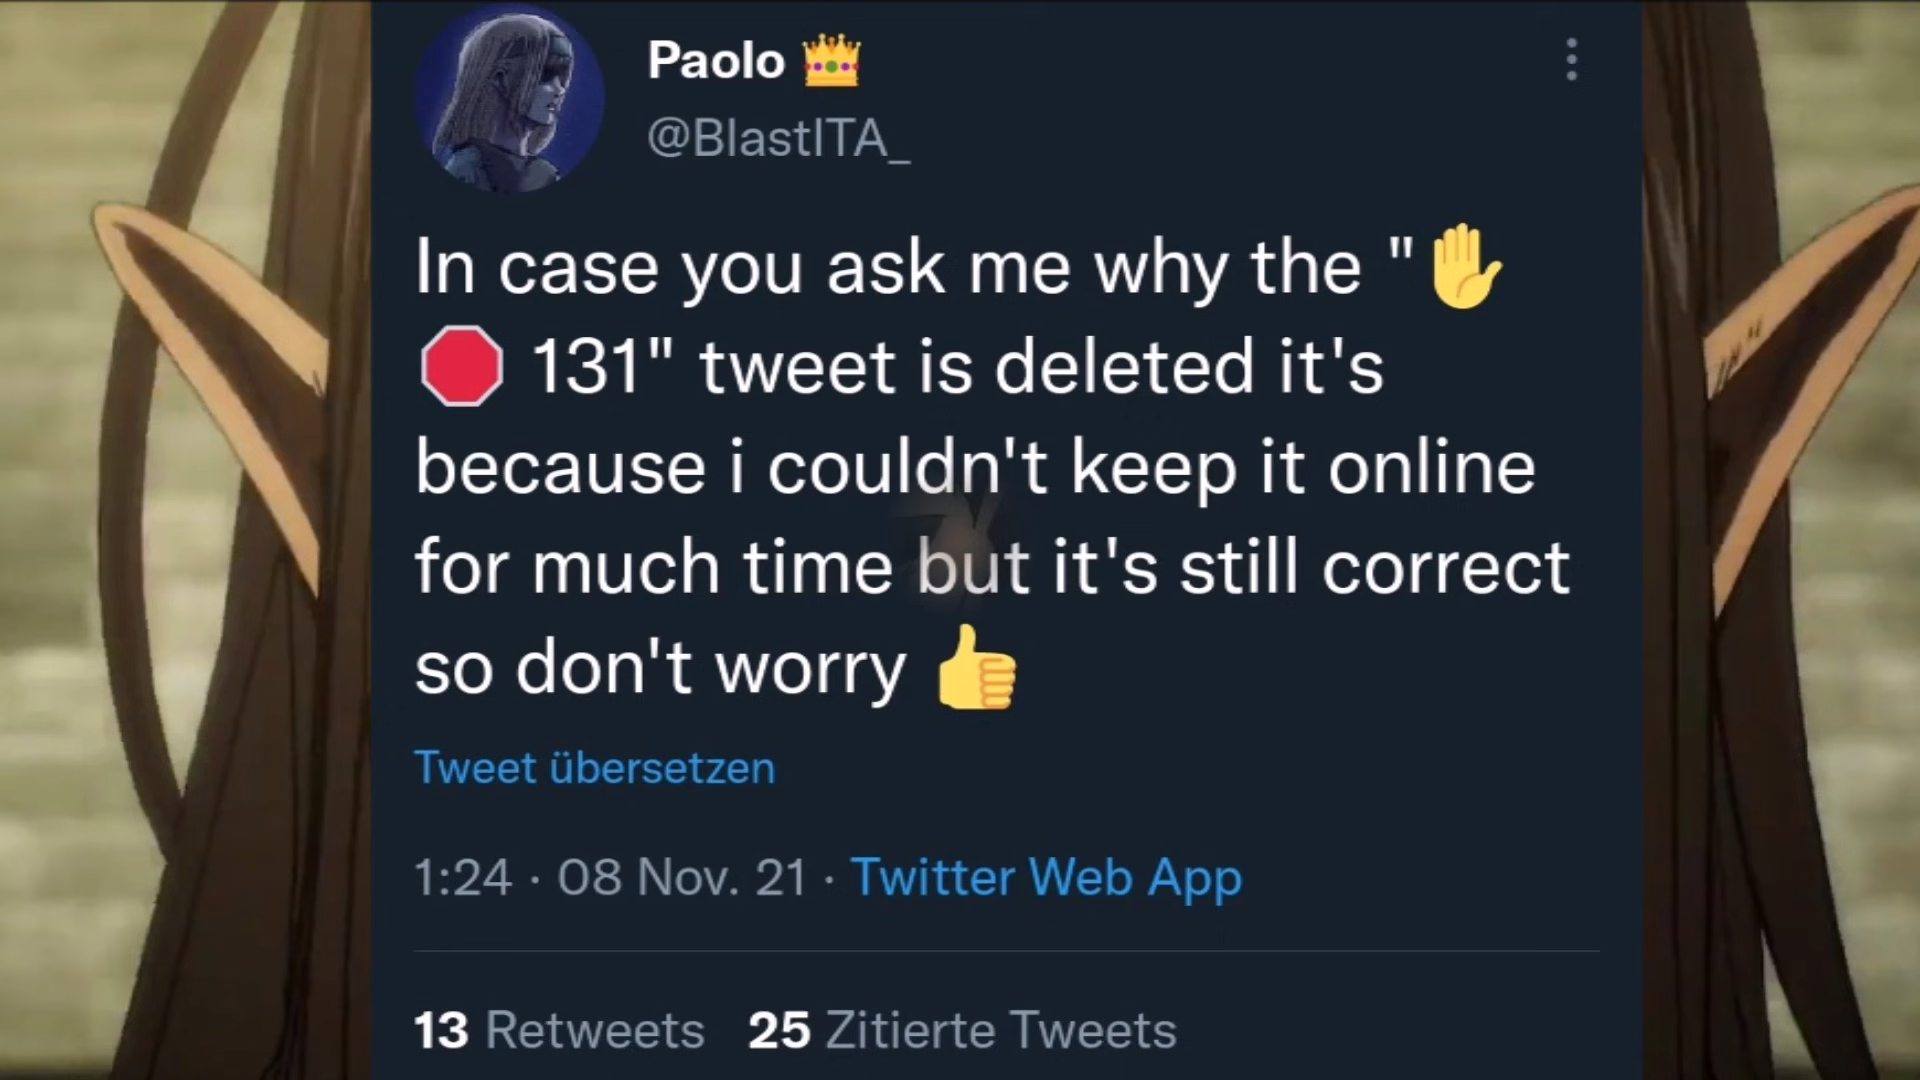 Paolo 👑
@BlastITA_
In case you ask me why the "✋
🛑 131" tweet is deleted it's
because i couldn't keep it online
for much time but it's still correct
so don't worry 👍
Tweet übersetzen
1:24 · 08 Nov. 21 · Twitter Web App
13 Retweets 25 Zitierte Tweets